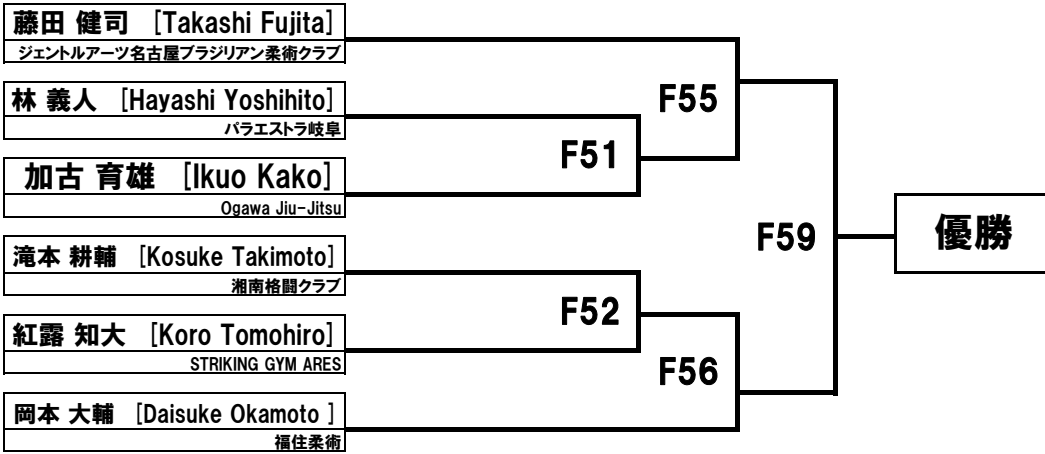 藤田 健司 [Takashi Fujita]
ジェントルアーツ名古屋ブラジリアン柔術クラブ
林 義人 [Hayashi Yoshihito]
パラエストラ岐阜
加古 育雄 [Ikuo Kako]
Ogawa Jiu-Jitsu
滝本 耕輔 [Kosuke Takimoto]
湘南格闘クラブ
紅露 知大 [Koro Tomohiro]
STRIKING GYM ARES
岡本 大輔 [Daisuke Okamoto ]
福住柔術
F51
F52
F55
F56
F59
優勝